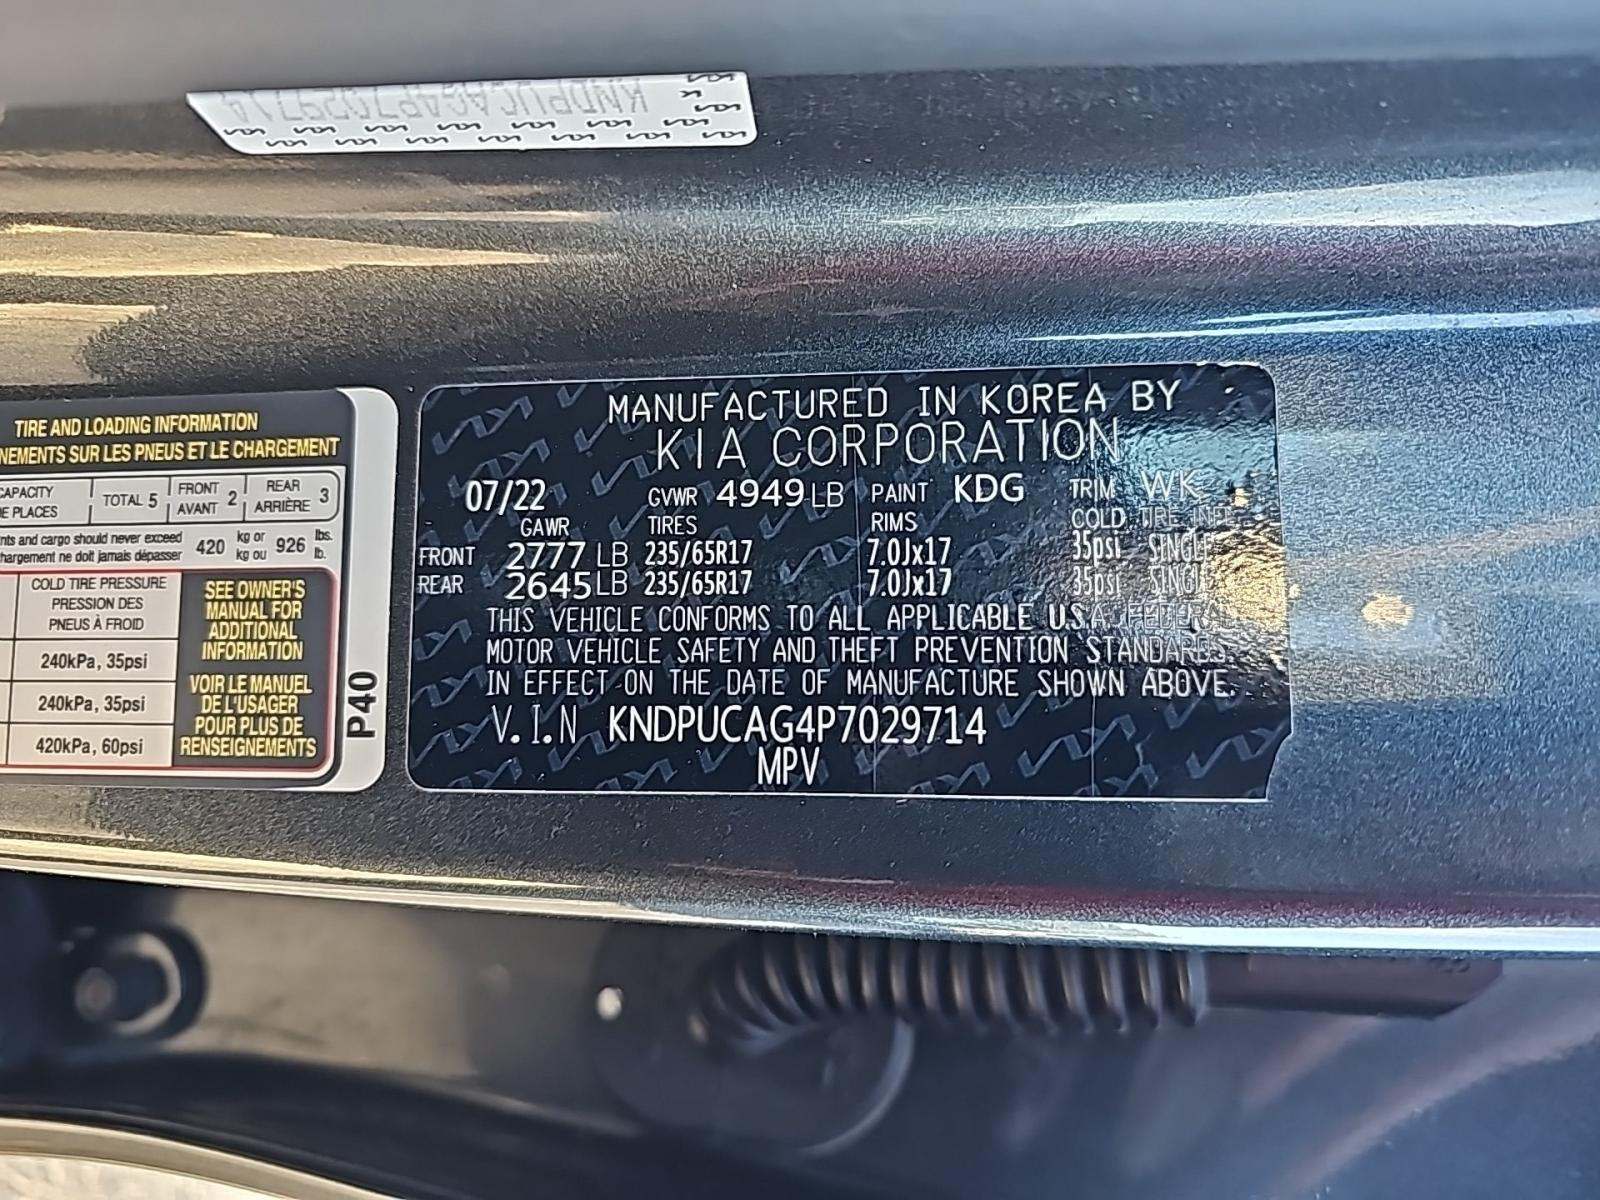 KNDPUCAG4P7029714
TIRE AND LOADING INFORMATION
NEMENTS SUR LES PNEUS ET LE CHARGEMENT
CAPACITY
E PLACES
TOTAL 5
FRONT
AVANT 2
REAR
ARRIÈRE 3
nts and cargo should never exceed
hargement ne doit jamais dépasser
420 kg or
kg ou
926 lbs.
lb.
COLD TIRE PRESSURE
PRESSION DES
PNEUS À FROID
240kPa, 35psi
240kPa, 35psi
420kPa, 60psi
SEE OWNER'S
MANUAL FOR
ADDITIONAL
INFORMATION
VOIR LE MANUEL
DE L'USAGER
POUR PLUS DE
RENSEIGNEMENTS
P40
MANUFACTURED IN KOREA BY
KIA CORPORATION
07/22 GVWR 4949 LB PAINT KDG TRIM WK
GAWR TIRES RIMS COLD TIRE INF
FRONT 2777 LB 235/65R17 7.0Jx17 35psi SINGLE
REAR 2645 LB 235/65R17 7.0Jx17 35psi SINGLE
THIS VEHICLE CONFORMS TO ALL APPLICABLE U.S.A. FEDERAL
MOTOR VEHICLE SAFETY AND THEFT PREVENTION STANDARDS
IN EFFECT ON THE DATE OF MANUFACTURE SHOWN ABOVE.
V.I.N KNDPUCAG4P7029714
MPV